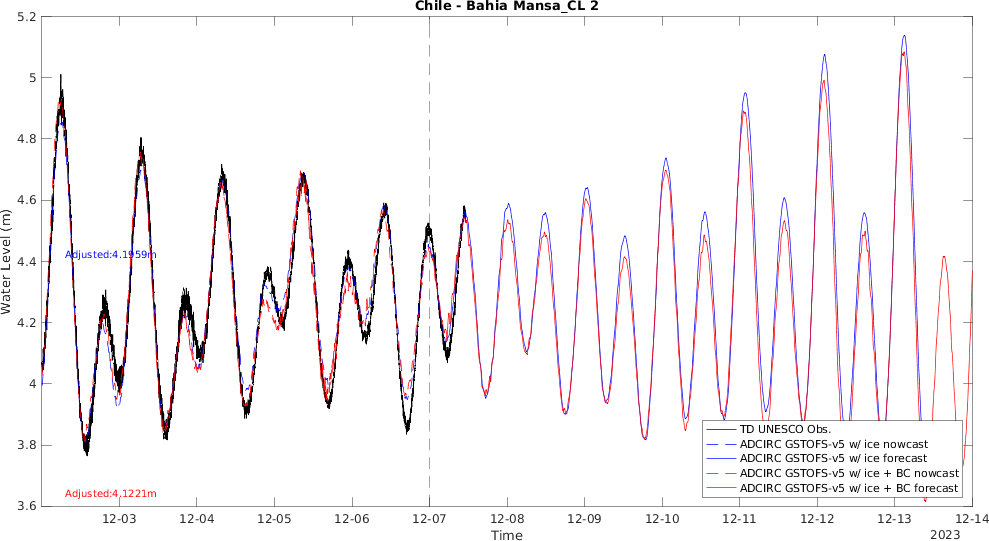 Chile - Bahia Mansa_CL 2
5.2
5
4.8
4.6
4.4
4.2
4
3.8
3.6
Water Level (m)
Adjusted:4.1959m
Adjusted:4.1221m
TD UNESCO Obs.
ADCIRC GSTOFS-v5 w/ ice nowcast
ADCIRC GSTOFS-v5 w/ ice forecast
ADCIRC GSTOFS-v5 w/ ice + BC nowcast
ADCIRC GSTOFS-v5 w/ ice + BC forecast
12-03 12-04 12-05 12-06 12-07 12-08 12-09 12-10 12-11 12-12 12-13 12-14
Time
2023